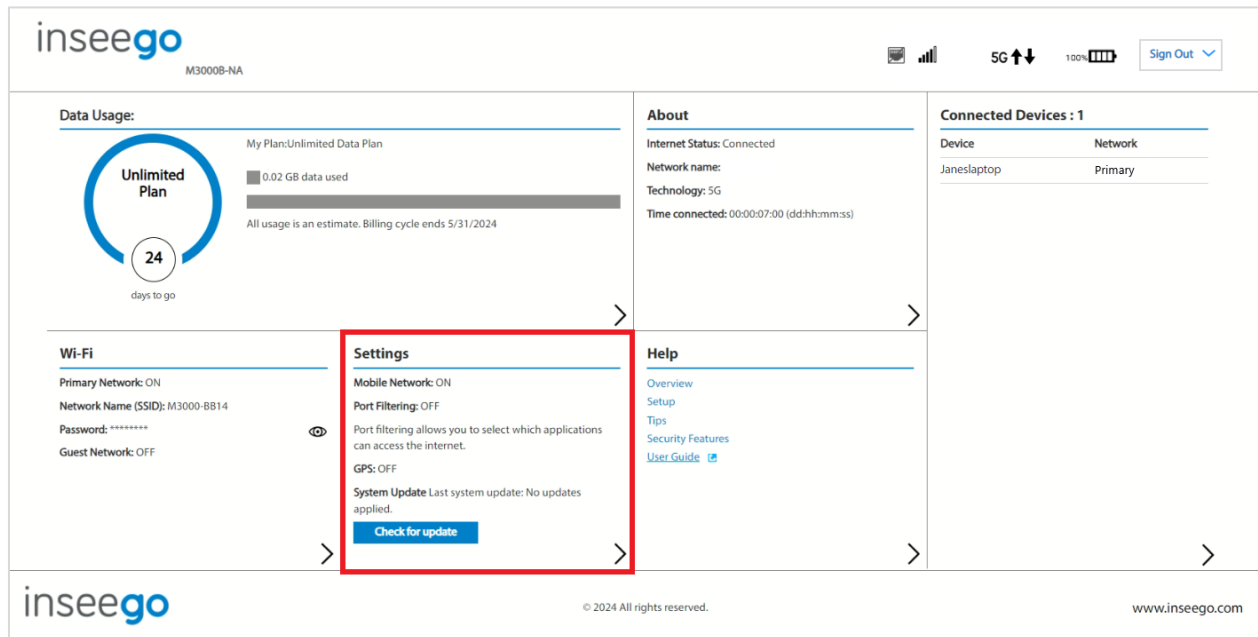 inseego
M3000B-NA
5G
100%
Sign Out
Data Usage:
Unlimited
Plan
24
days to go
My Plan:Unlimited Data Plan
0.02 GB data used
All usage is an estimate. Billing cycle ends 5/31/2024
About
Internet Status: Connected
Network name:
Technology: 5G
Time connected: 00:00:07:00 (dd:hh:mm:ss)
Connected Devices : 1
Device Network
Janeslaptop Primary
Wi-Fi
Primary Network: ON
Network Name (SSID): M3000-BB14
Password: ********
Guest Network: OFF
Settings
Mobile Network: ON
Port Filtering: OFF
Port filtering allows you to select which applications
can access the internet.
GPS: OFF
System Update Last system update: No updates
applied.
Check for update
Help
Overview
Setup
Tips
Security Features
User Guide
inseego
© 2024 All rights reserved.
www.inseego.com